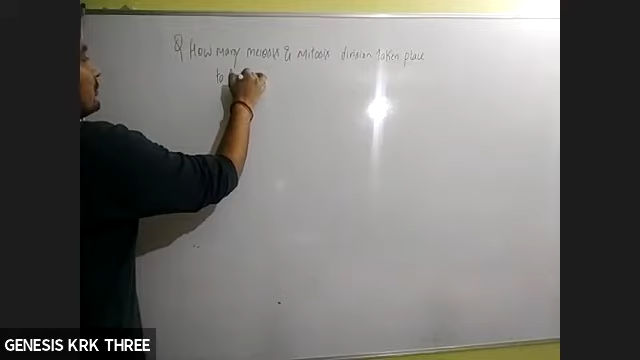 Q How many meiosis & Mitosis division taken place
to
GENESIS KRK THREE